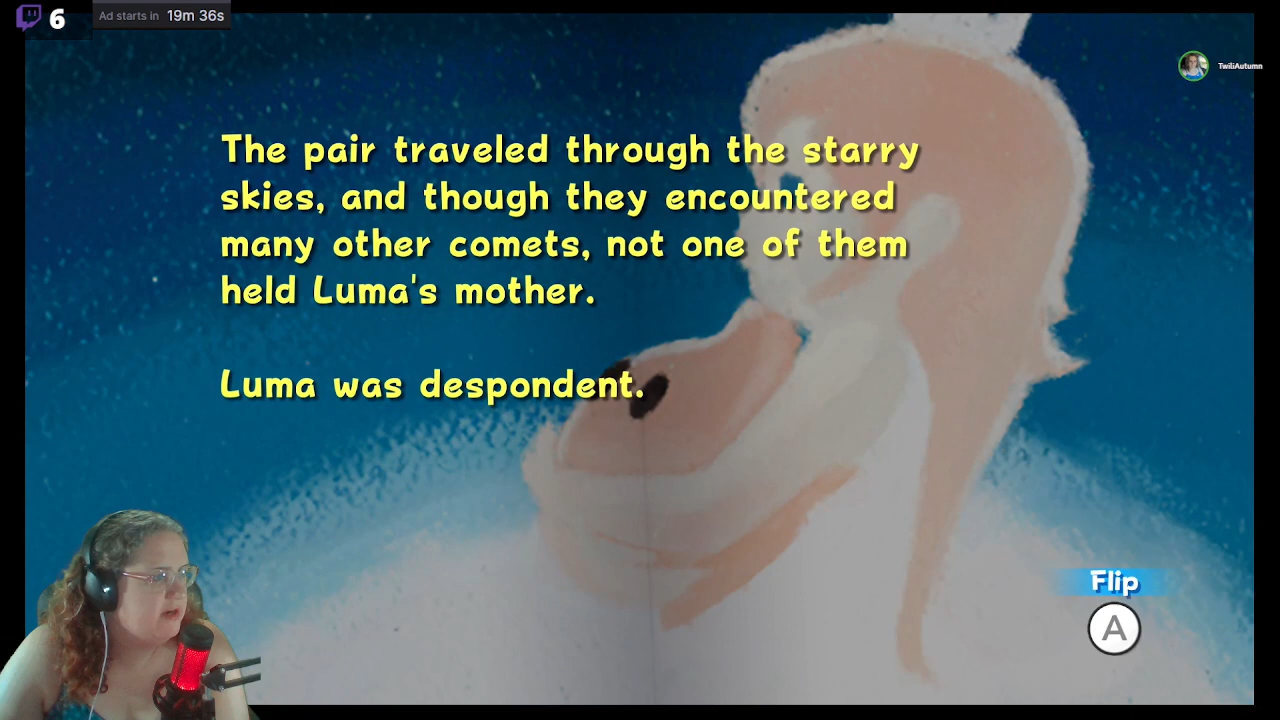 6
Ad starts in 19m 36s
TwiliAutumn
The pair traveled through the starry
skies, and though they encountered
many other comets, not one of them
held Luma's mother.
Luma was despondent.
Flip
A